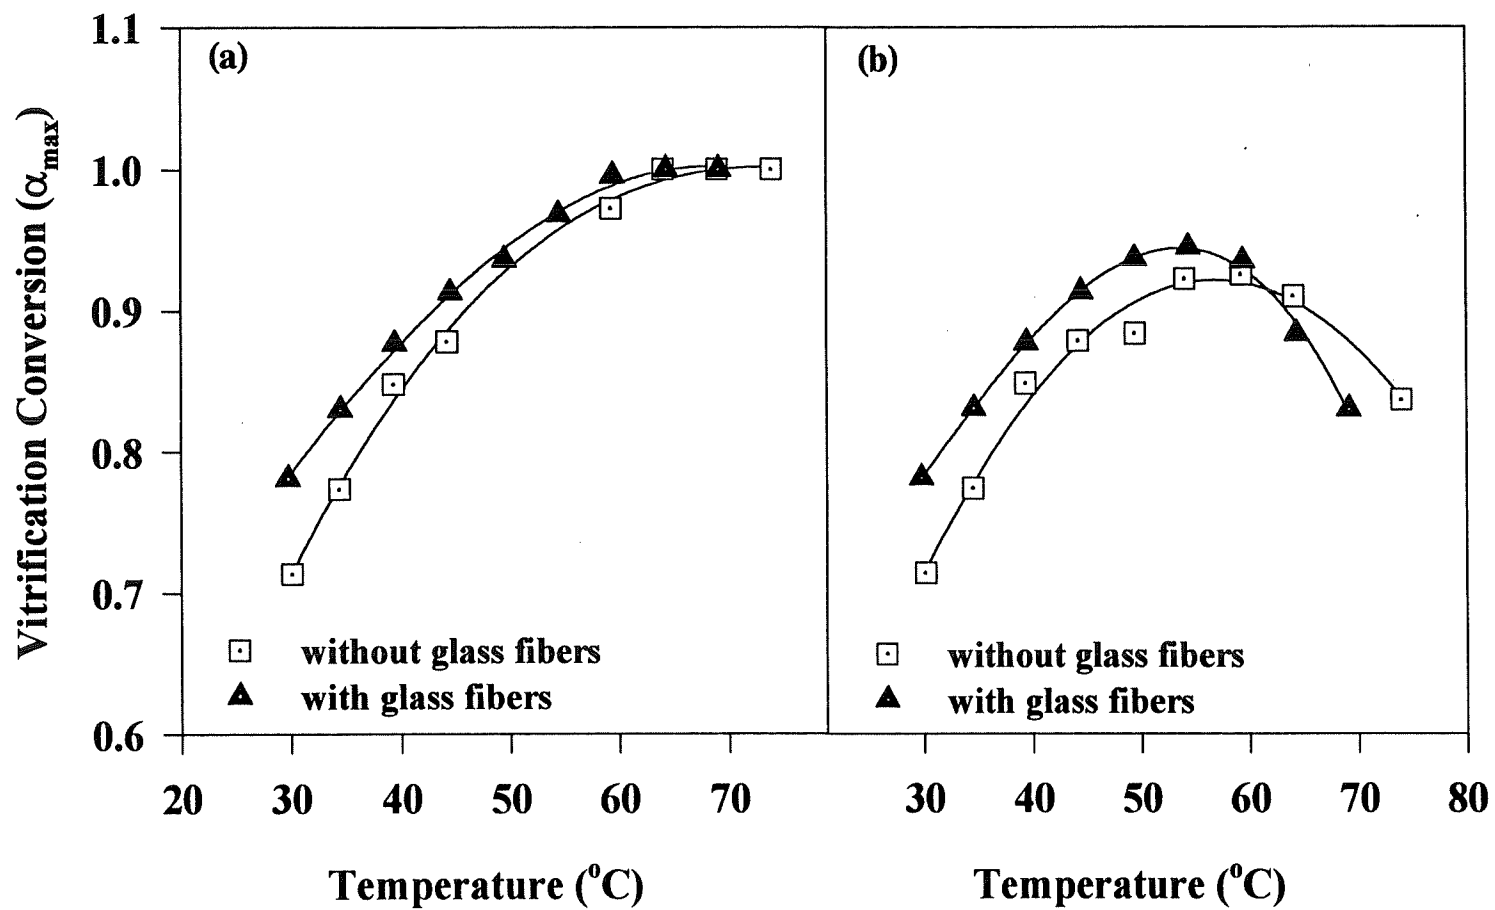 Vitrification Conversion (αmax)
1.1
1.0
0.9
0.8
0.7
0.6
(a)
without glass fibers
with glass fibers
20 30 40 50 60 70
Temperature (°C)
(b)
without glass fibers
with glass fibers
30 40 50 60 70 80
Temperature (°C)